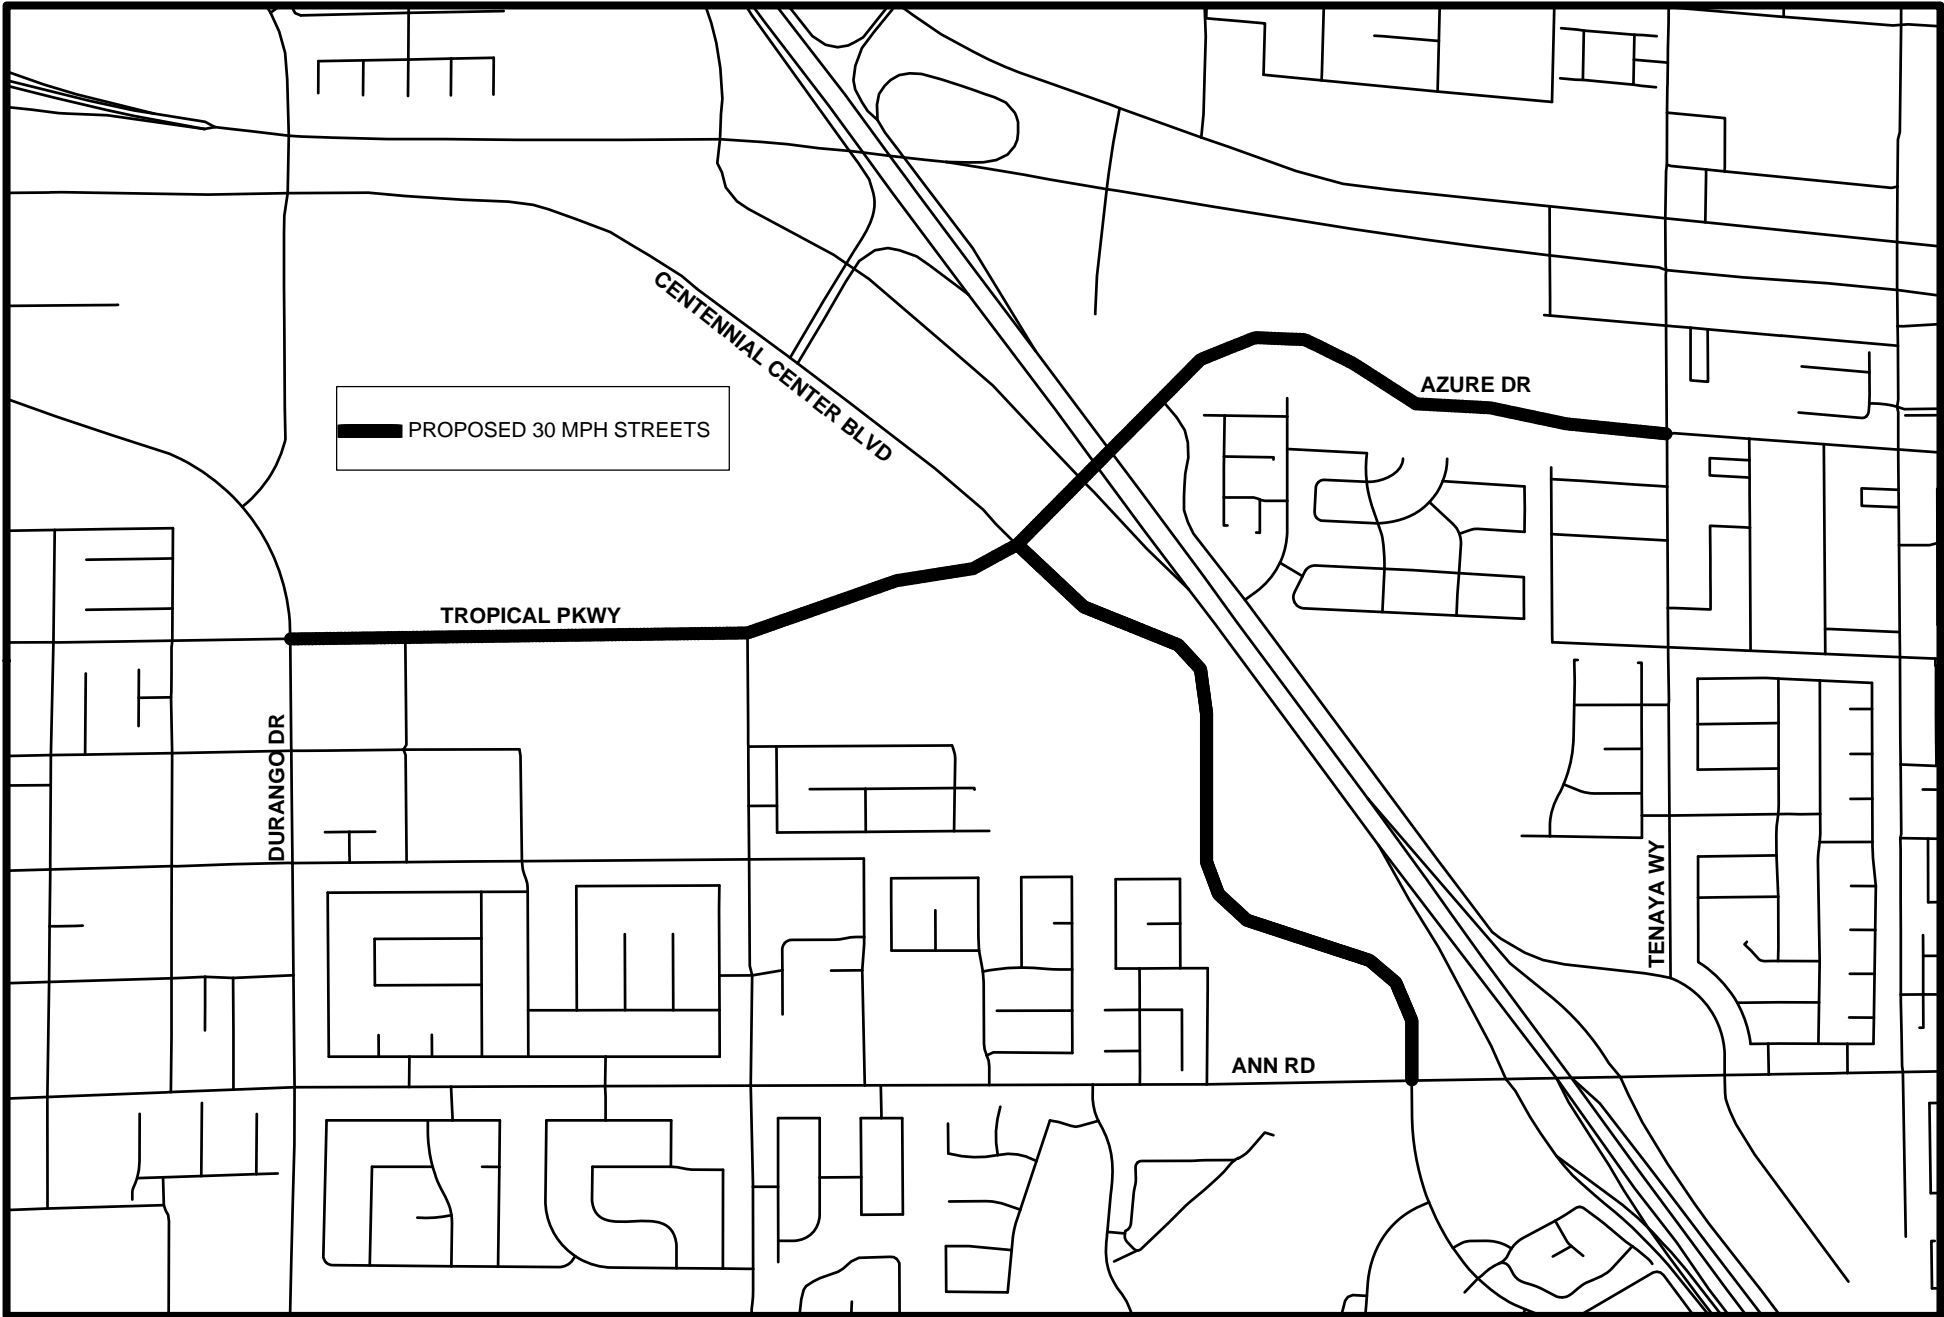 CENTENNIAL CENTER BLVD
AZURE DR
PROPOSED 30 MPH STREETS
TROPICAL PKWY
DURANGO DR
TENAYA WY
ANN RD